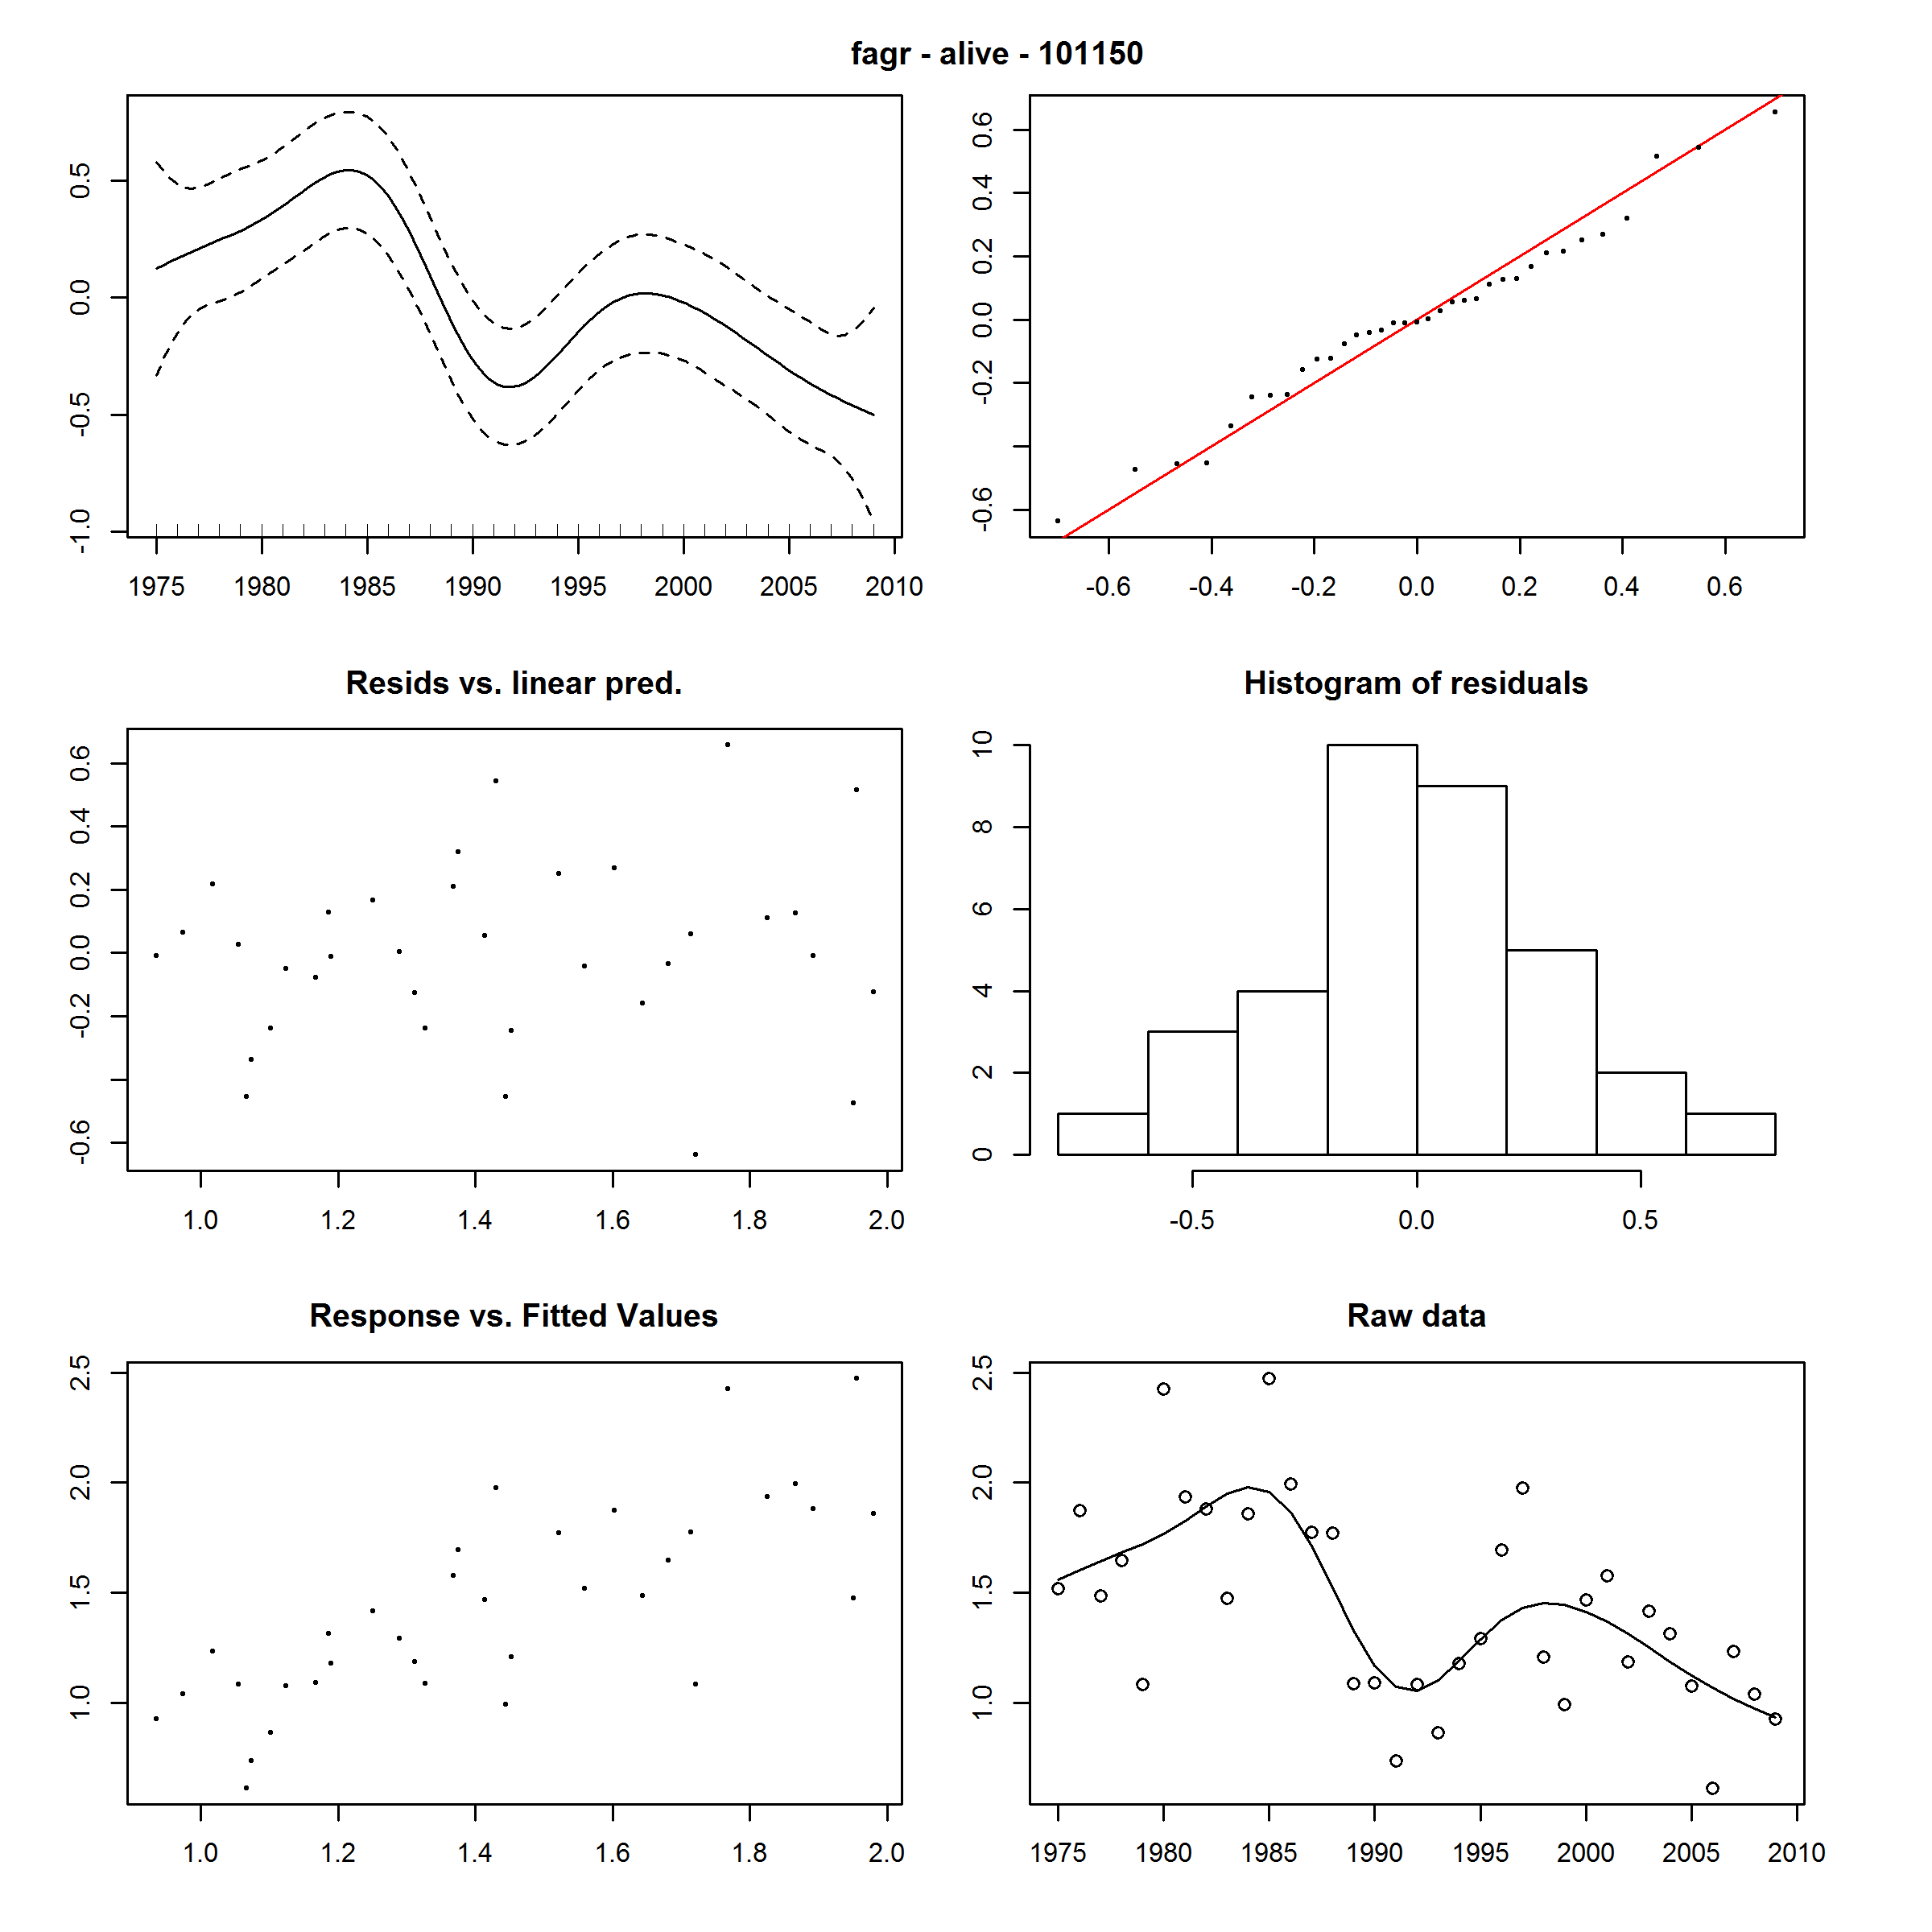 fagr - alive - 101150
0.5
0.0
-0.5
-1.0
1975 1980 1985 1990 1995 2000 2005 2010
0.6
0.4
0.2
0.0
-0.2
-0.6
-0.6 -0.4 -0.2 0.0 0.2 0.4 0.6
Resids vs. linear pred.
0.6
0.4
0.2
0.0
-0.2
-0.6
1.0 1.2 1.4 1.6 1.8 2.0
Histogram of residuals
10
8
6
4
2
0
-0.5 0.0 0.5
Response vs. Fitted Values
2.5
2.0
1.5
1.0
1.0 1.2 1.4 1.6 1.8 2.0
Raw data
2.5
2.0
1.5
1.0
1975 1980 1985 1990 1995 2000 2005 2010